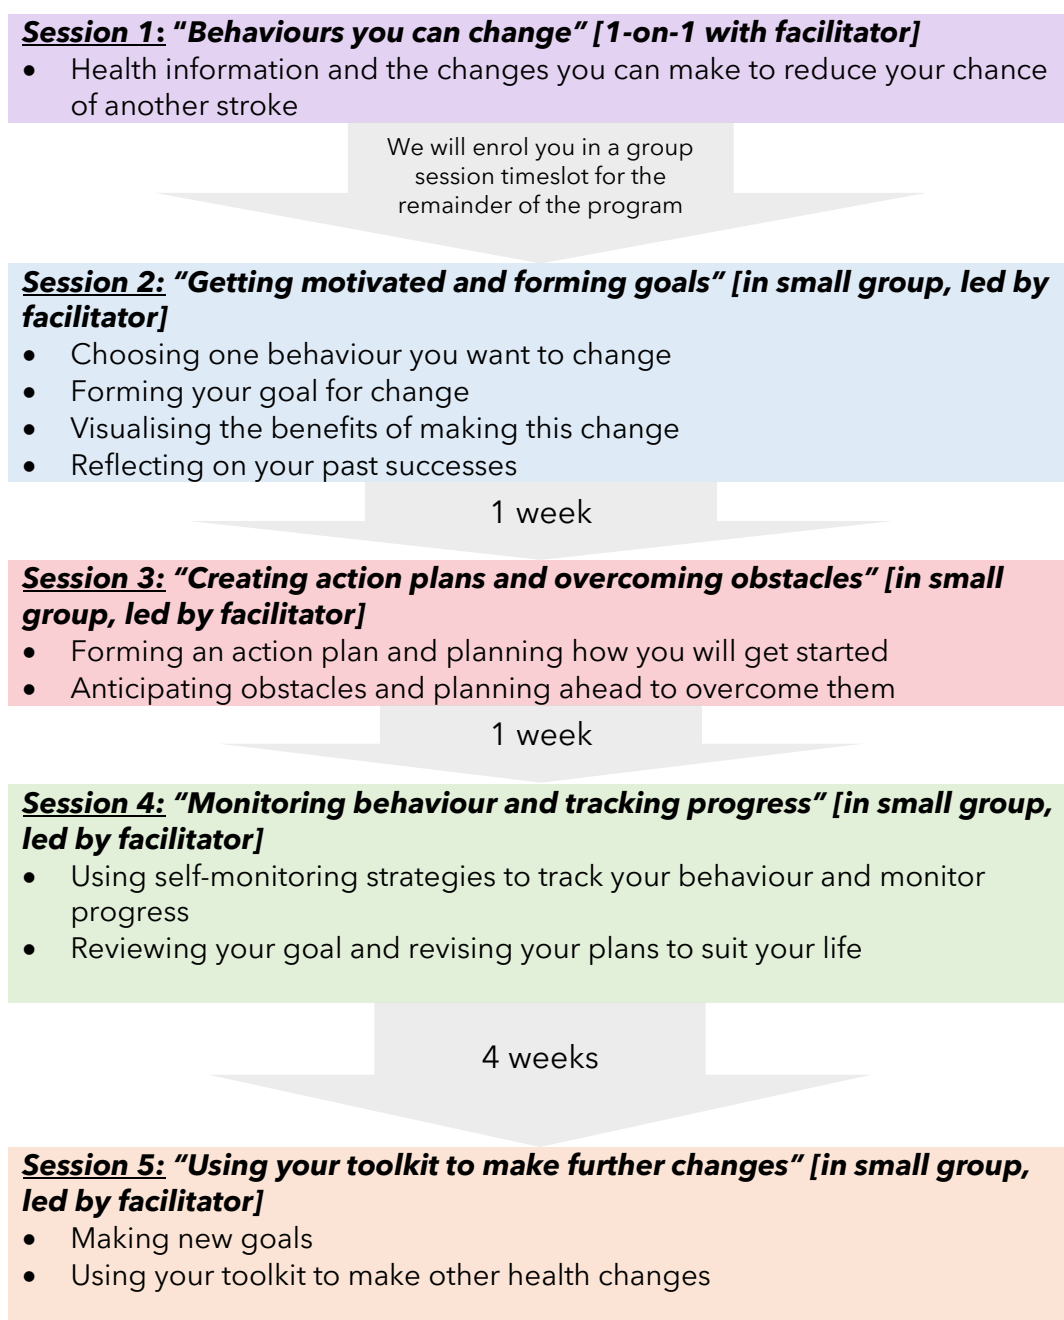 Session 1: “Behaviours you can change” [1-on-1 with facilitator]
• Health information and the changes you can make to reduce your chance
of another stroke
We will enrol you in a group
session timeslot for the
remainder of the program
Session 2: “Getting motivated and forming goals” [in small group, led by
facilitator]
• Choosing one behaviour you want to change
• Forming your goal for change
• Visualising the benefits of making this change
• Reflecting on your past successes
1 week
Session 3: “Creating action plans and overcoming obstacles” [in small
group, led by facilitator]
• Forming an action plan and planning how you will get started
• Anticipating obstacles and planning ahead to overcome them
1 week
Session 4: “Monitoring behaviour and tracking progress” [in small group,
led by facilitator]
• Using self-monitoring strategies to track your behaviour and monitor
progress
• Reviewing your goal and revising your plans to suit your life
4 weeks
Session 5: “Using your toolkit to make further changes” [in small group,
led by facilitator]
• Making new goals
• Using your toolkit to make other health changes